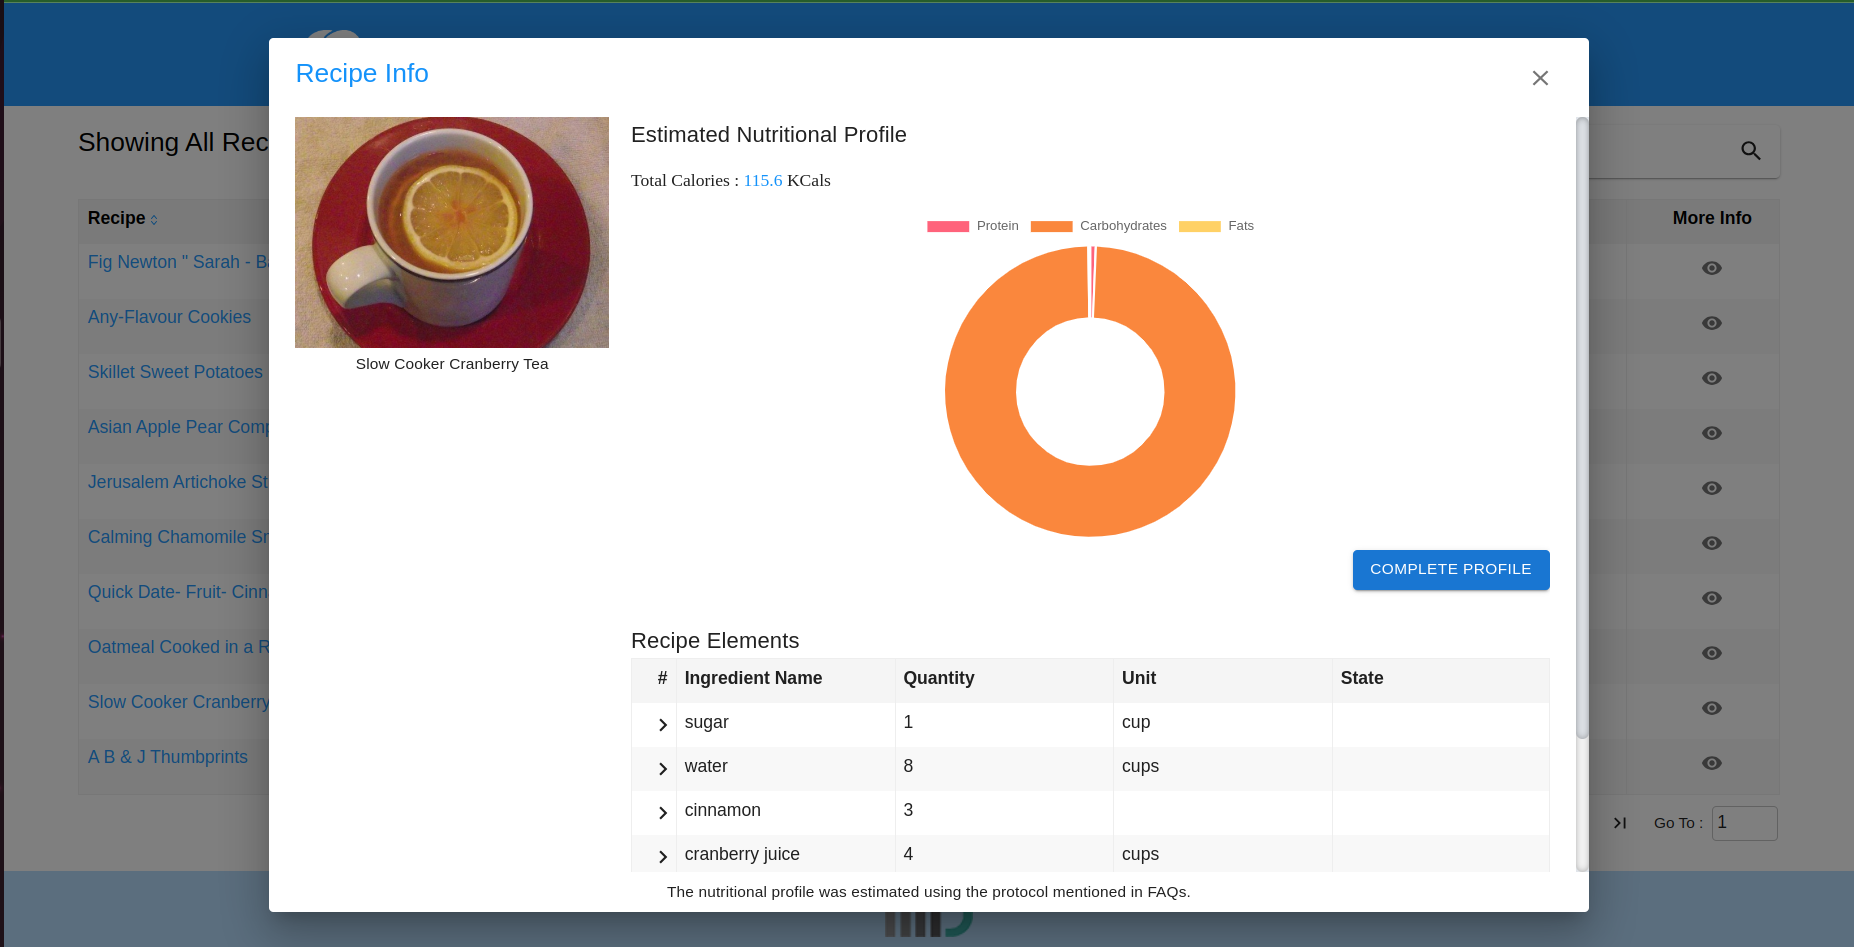 Recipe Info
Showing All Rec
Estimated Nutritional Profile
Total Calories : 115.6 KCals
Protein Carbohydrates Fats
Slow Cooker Cranberry Tea
COMPLETE PROFILE
Recipe Elements
# Ingredient Name Quantity Unit State
sugar 1 cup
water 8 cups
cinnamon 3
cranberry juice 4 cups
The nutritional profile was estimated using the protocol mentioned in FAQs.
Recipe More Info
Fig Newton " Sarah - Ba
Any-Flavour Cookies
Skillet Sweet Potatoes
Asian Apple Pear Comp
Jerusalem Artichoke St
Calming Chamomile Sm
Quick Date- Fruit- Cinn
Oatmeal Cooked in a R
Slow Cooker Cranberry
A B & J Thumbprints
Go To : 1